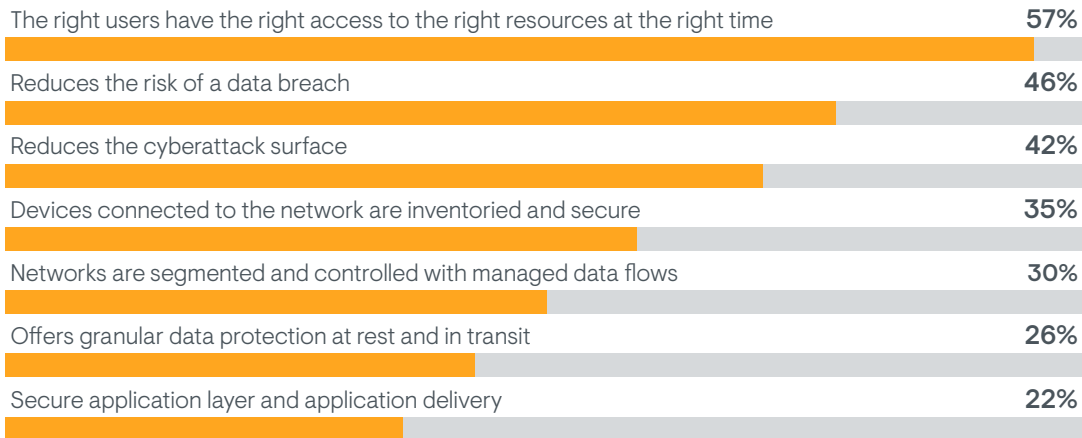 The right users have the right access to the right resources at the right time 57%
Reduces the risk of a data breach 46%
Reduces the cyberattack surface 42%
Devices connected to the network are inventoried and secure 35%
Networks are segmented and controlled with managed data flows 30%
Offers granular data protection at rest and in transit 26%
Secure application layer and application delivery 22%